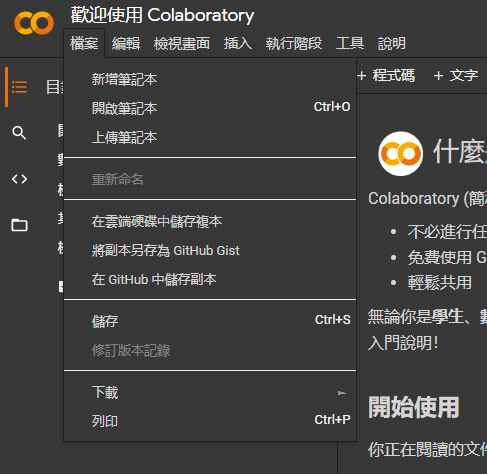 歡迎使用 Colaboratory
檔案 編輯 檢視畫面 插入 執行階段 工具 說明
+ 程式碼 + 文字
新增筆記本
開啟筆記本 Ctrl+O
上傳筆記本
重新命名
在雲端硬碟中儲存複本
將副本另存為 GitHub Gist
在 GitHub 中儲存副本
儲存 Ctrl+S
修訂版本記錄
下載 ►
列印 Ctrl+P
什麼
Colaboratory (簡
• 不必進行任
• 免費使用 G
• 輕鬆共用
無論你是學生、
入門說明!
開始使用
你正在閱讀的文